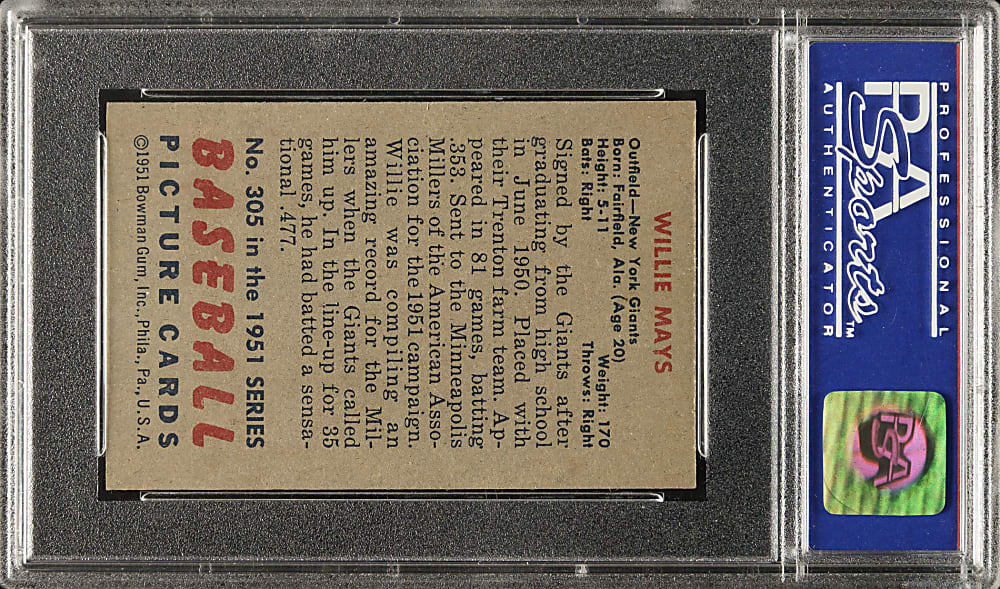 PROFESSIONAL
PSA
Sports™
AUTHENTICATOR
PSA
WILLIE MAYS
Outfield—New York Giants Weight: 170
Born: Fairfield, Ala. (Age 20)
Height: 5-11 Throws: Right
Bats: Right
Signed by the Giants after
graduating from high school
in June 1950. Placed with
their Trenton farm team. Ap-
peared in 81 games, batting
.353. Sent to the Minneapolis
Millers of the American Asso-
ciation for the 1951 campaign.
Willie was compiling an
amazing record for the Mil-
lers when the Giants called
him up. In the line-up for 35
games, he had batted a sensa-
tional .477.
No. 305 in the 1951 SERIES
BASEBALL
PICTURE CARDS
©1951 Bowman Gum, Inc., Phila., Pa., U.S.A.